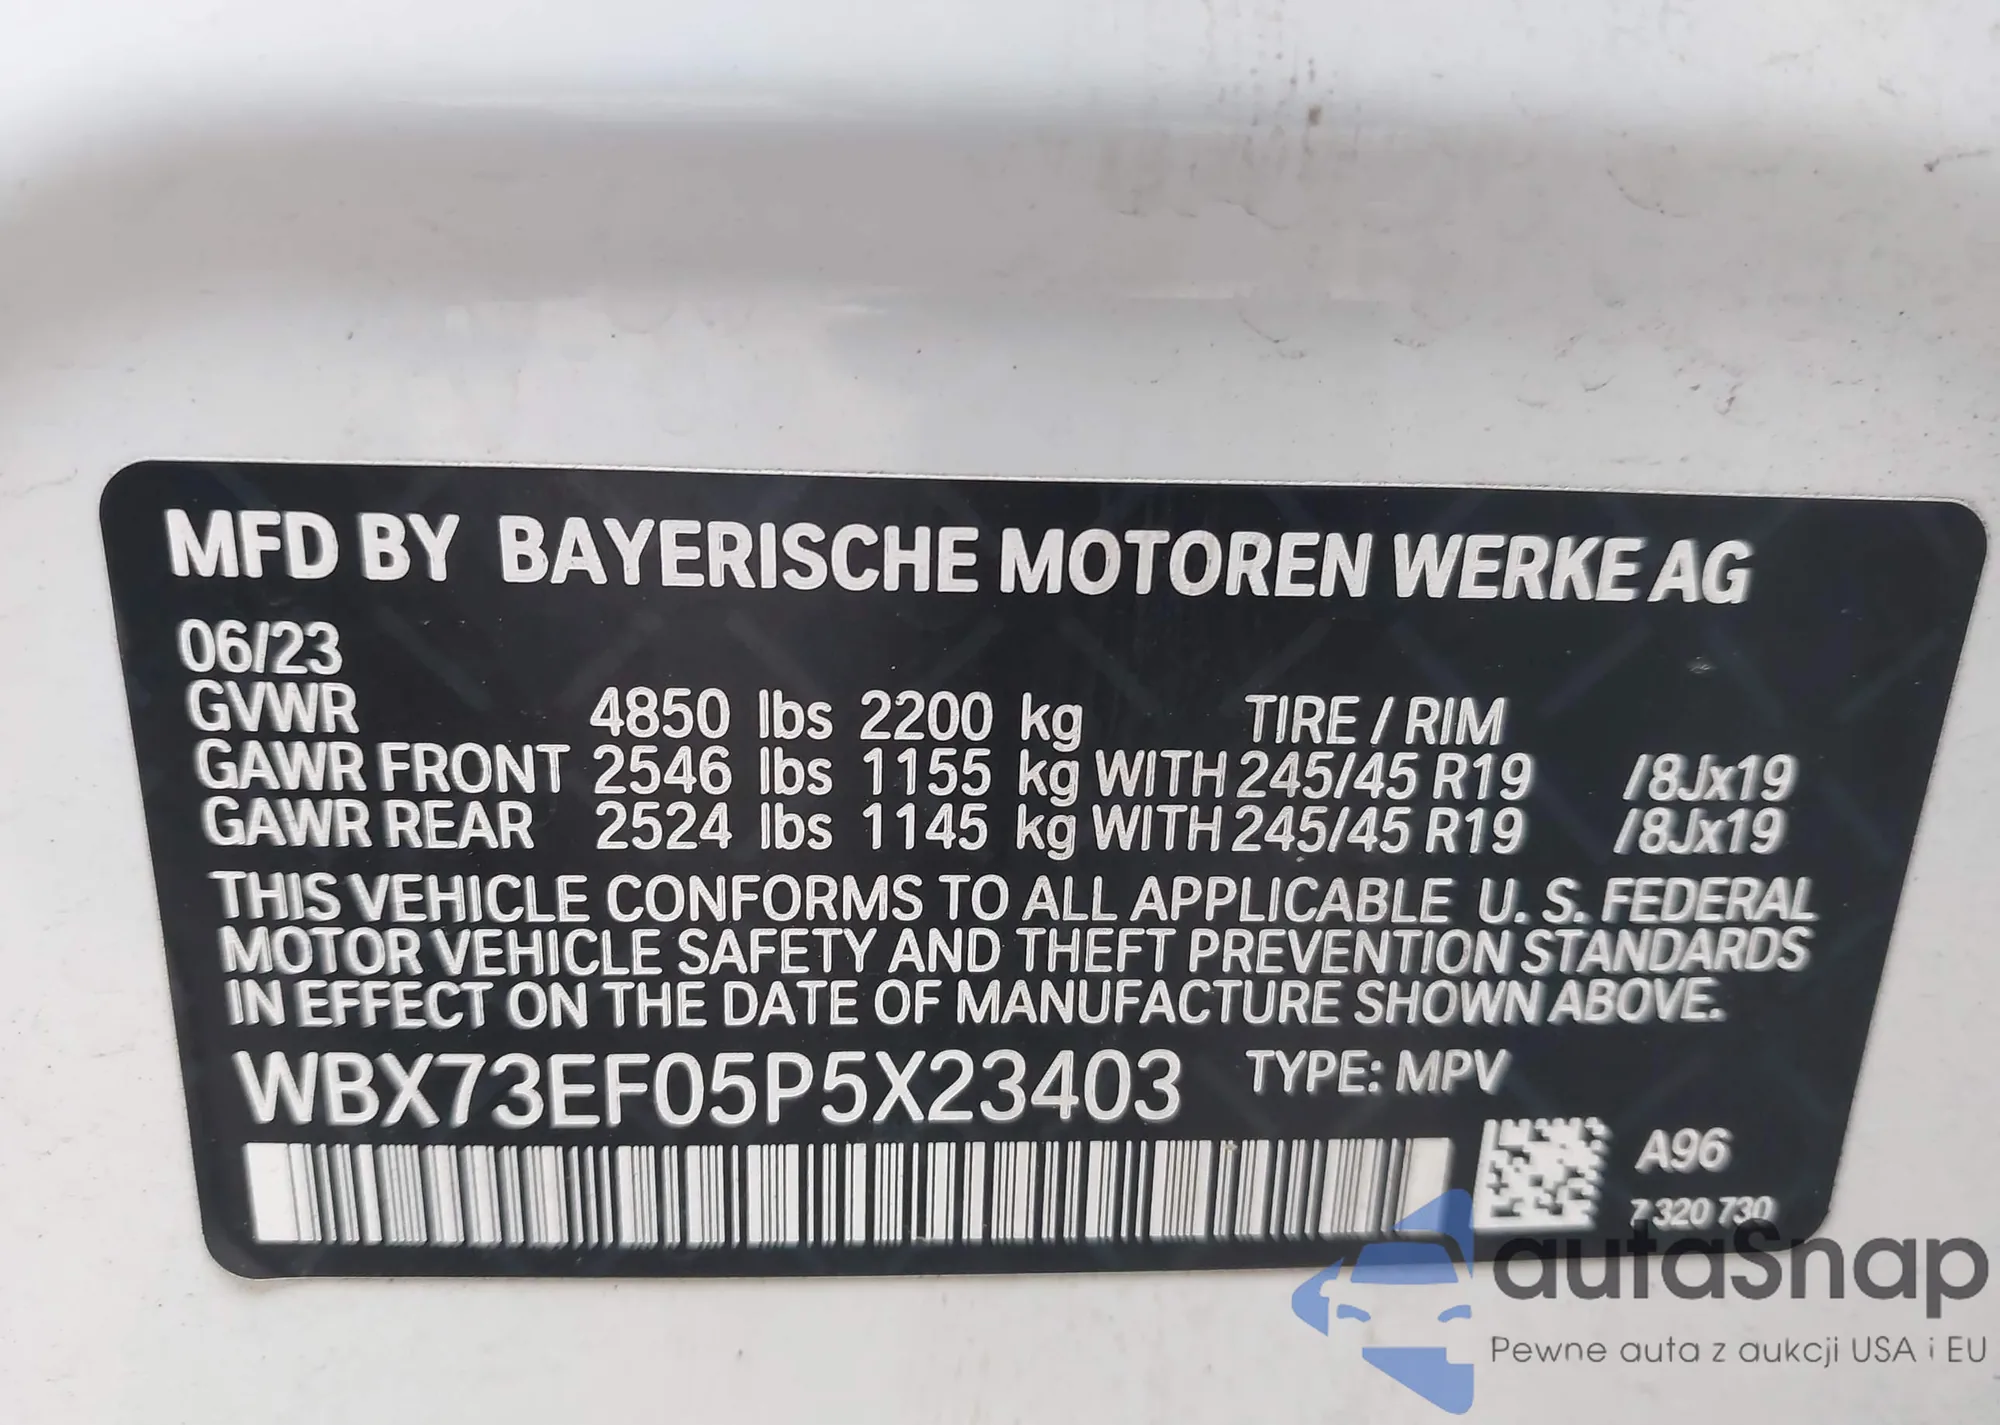 MFD BY BAYERISCHE MOTOREN WERKE AG
06/23
GVWR 4850 lbs 2200 kg TIRE / RIM
GAWR FRONT 2546 lbs 1155 kg WITH 245/45 R19 /8Jx19
GAWR REAR 2524 lbs 1145 kg WITH 245/45 R19 /8Jx19
THIS VEHICLE CONFORMS TO ALL APPLICABLE U. S. FEDERAL
MOTOR VEHICLE SAFETY AND THEFT PREVENTION STANDARDS
IN EFFECT ON THE DATE OF MANUFACTURE SHOWN ABOVE.
WBX73EF05P5X23403 TYPE: MPV
A96
7 320 730
autaSnap
Pewne auta z aukcji USA i EU